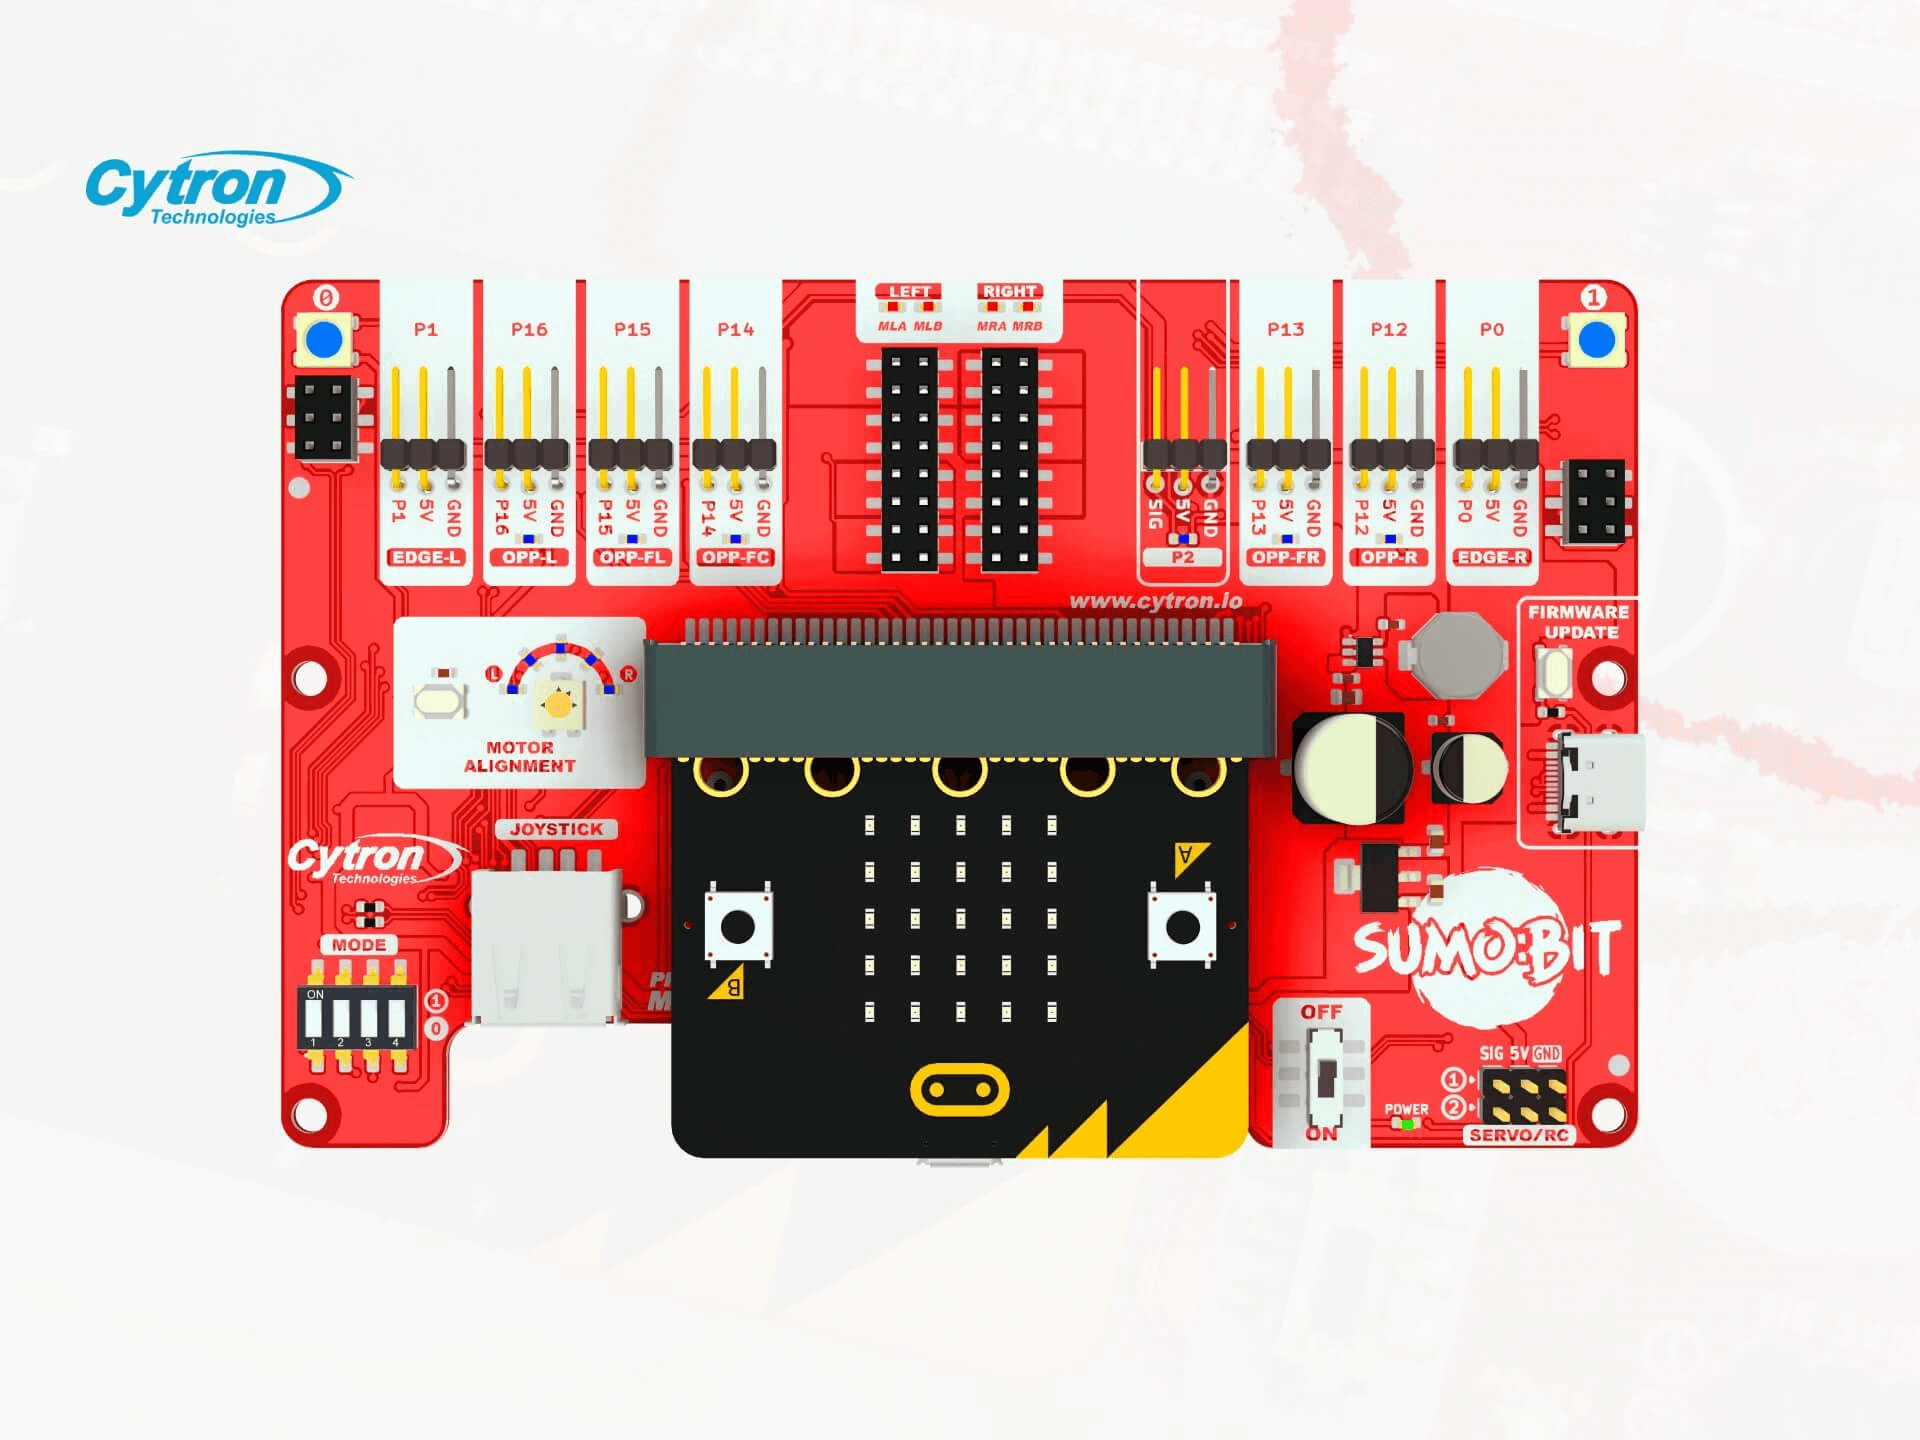 Cytron
Technologies
0
1
LEFT
RIGHT
MLA MLB
MRA MRB
P1
P16
P15
P14
P13
P12
P0
P1 5V GND
P16 5V GND
P15 5V GND
P14 5V GND
SIG 5V GND
P13 5V GND
P12 5V GND
P0 5V GND
EDGE-L
OPP-L
OPP-FL
OPP-FC
P2
OPP-FR
OPP-R
EDGE-R
www.cytron.io
FIRMWARE
UPDATE
L
R
MOTOR
ALIGNMENT
JOYSTICK
Cytron
Technologies
MODE
ON
1 2 3 4
1
0
A
B
SUMO:BIT
OFF
ON
POWER
SIG 5V GND
1
2
SERVO/RC